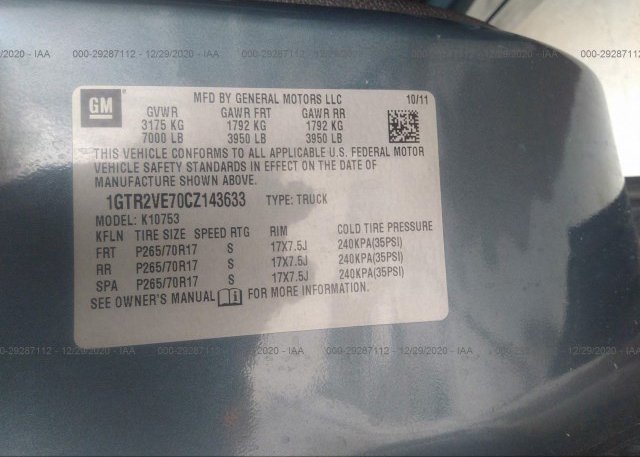 000-29287112 - 12/29/2020 - IAA
000-29287112 - 12/29/2020 - IAA
000-29287112 - 12/29/2020 - IAA
GM
MFD BY GENERAL MOTORS LLC 10/11
GVWR GAWR FRT GAWR RR
3175 KG 1792 KG 1792 KG
7000 LB 3950 LB 3950 LB
THIS VEHICLE CONFORMS TO ALL APPLICABLE U.S. FEDERAL MOTOR
VEHICLE SAFETY STANDARDS IN EFFECT ON THE DATE OF
MANUFACTURE SHOWN ABOVE.
1GTR2VE70CZ143633 TYPE: TRUCK
MODEL: K10753
KFLN TIRE SIZE SPEED RTG RIM COLD TIRE PRESSURE
FRT P265/70R17 S 17X7.5J 240KPA(35PSI)
RR P265/70R17 S 17X7.5J 240KPA(35PSI)
SPA P265/70R17 S 17X7.5J 240KPA(35PSI)
SEE OWNER'S MANUAL FOR MORE INFORMATION.
000-29287112 - 12/29/2020 - IAA
000-29287112 - 12/29/2020 - IAA
000-29287112 - 12/29/2020 - IAA